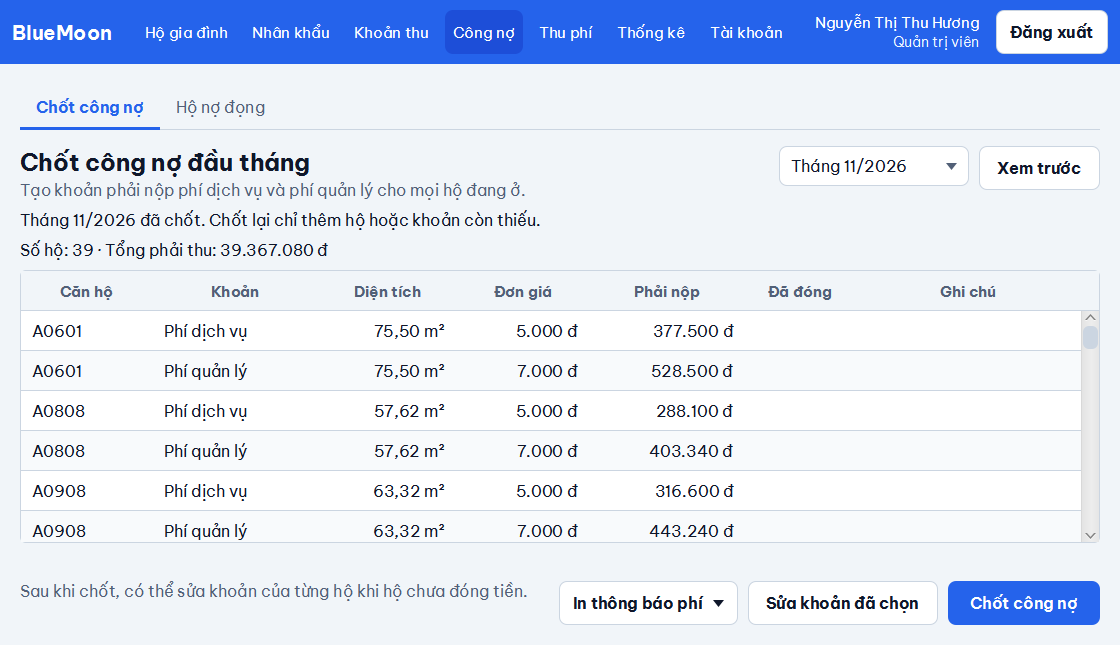 BlueMoon
Hộ gia đình
Nhân khẩu
Khoản thu
Công nợ
Thu phí
Thống kê
Tài khoản
Nguyễn Thị Thu Hương
Quản trị viên
Đăng xuất
Chốt công nợ
Hộ nợ đọng
Chốt công nợ đầu tháng
Tháng 11/2026
Xem trước
Tạo khoản phải nộp phí dịch vụ và phí quản lý cho mọi hộ đang ở.
Tháng 11/2026 đã chốt. Chốt lại chỉ thêm hộ hoặc khoản còn thiếu.
Số hộ: 39 · Tổng phải thu: 39.367.080 đ
Căn hộ Khoản Diện tích Đơn giá Phải nộp Đã đóng Ghi chú
A0601 Phí dịch vụ 75,50 m² 5.000 đ 377.500 đ
A0601 Phí quản lý 75,50 m² 7.000 đ 528.500 đ
A0808 Phí dịch vụ 57,62 m² 5.000 đ 288.100 đ
A0808 Phí quản lý 57,62 m² 7.000 đ 403.340 đ
A0908 Phí dịch vụ 63,32 m² 5.000 đ 316.600 đ
A0908 Phí quản lý 63,32 m² 7.000 đ 443.240 đ
Sau khi chốt, có thể sửa khoản của từng hộ khi hộ chưa đóng tiền.
In thông báo phí
Sửa khoản đã chọn
Chốt công nợ